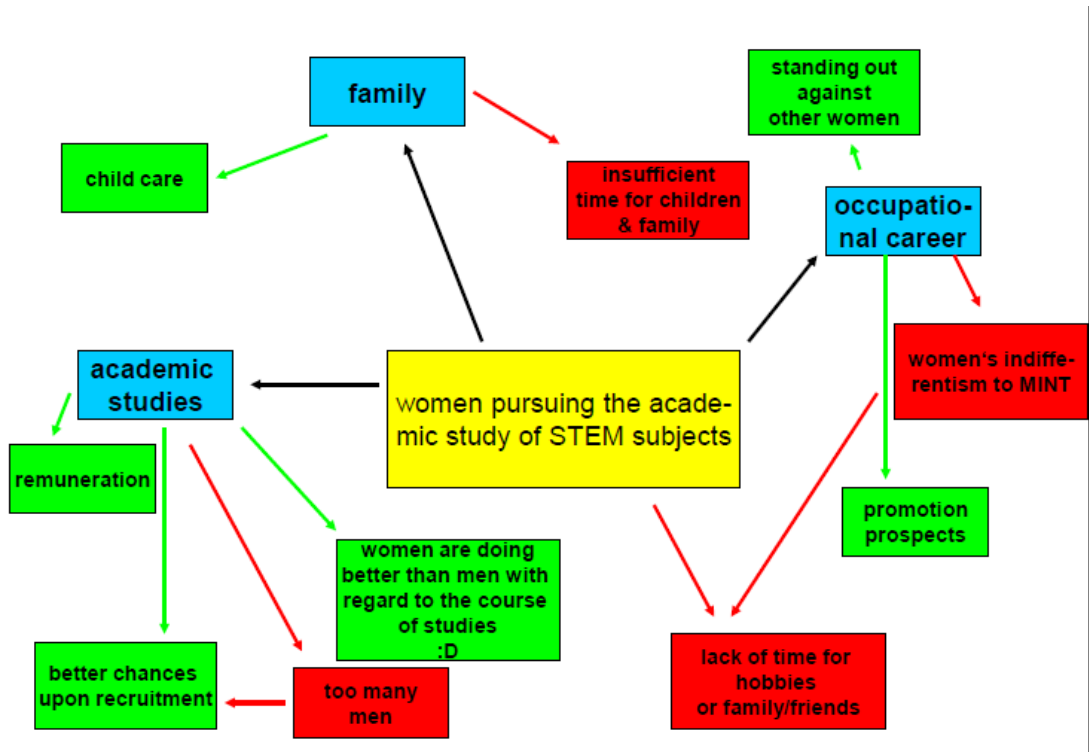 family
standing out
against
other women
child care
insufficient
time for children
& family
occupatio-
nal career
academic
studies
women pursuing the acade-
mic study of STEM subjects
women's indiffe-
rentism to MINT
remuneration
promotion
prospects
women are doing
better than men with
regard to the course
of studies
:D
better chances
upon recruitment
too many
men
lack of time for
hobbies
or family/friends